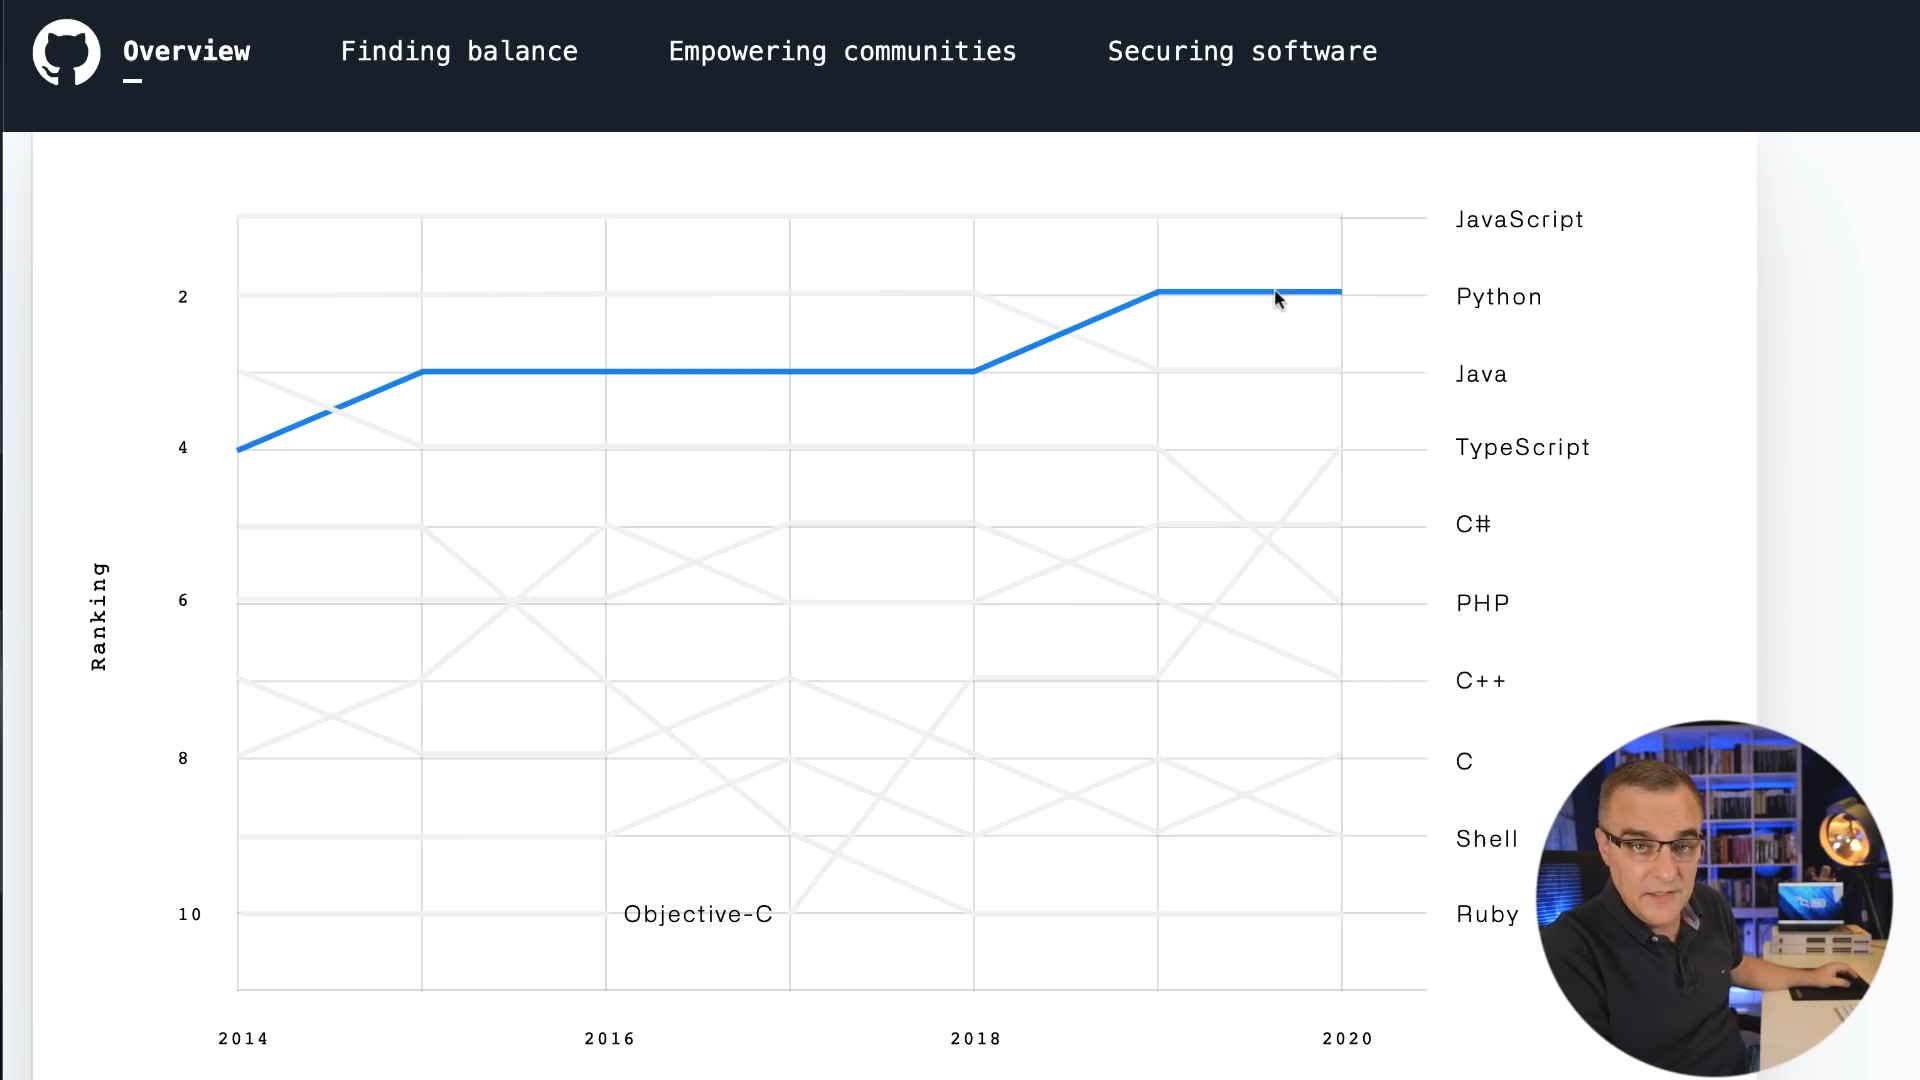 Overview Finding balance Empowering communities Securing software
JavaScript
2 Python
Java
4 TypeScript
C#
Ranking
6 PHP
C++
8 C
Shell
10 Objective-C Ruby
2014 2016 2018 2020